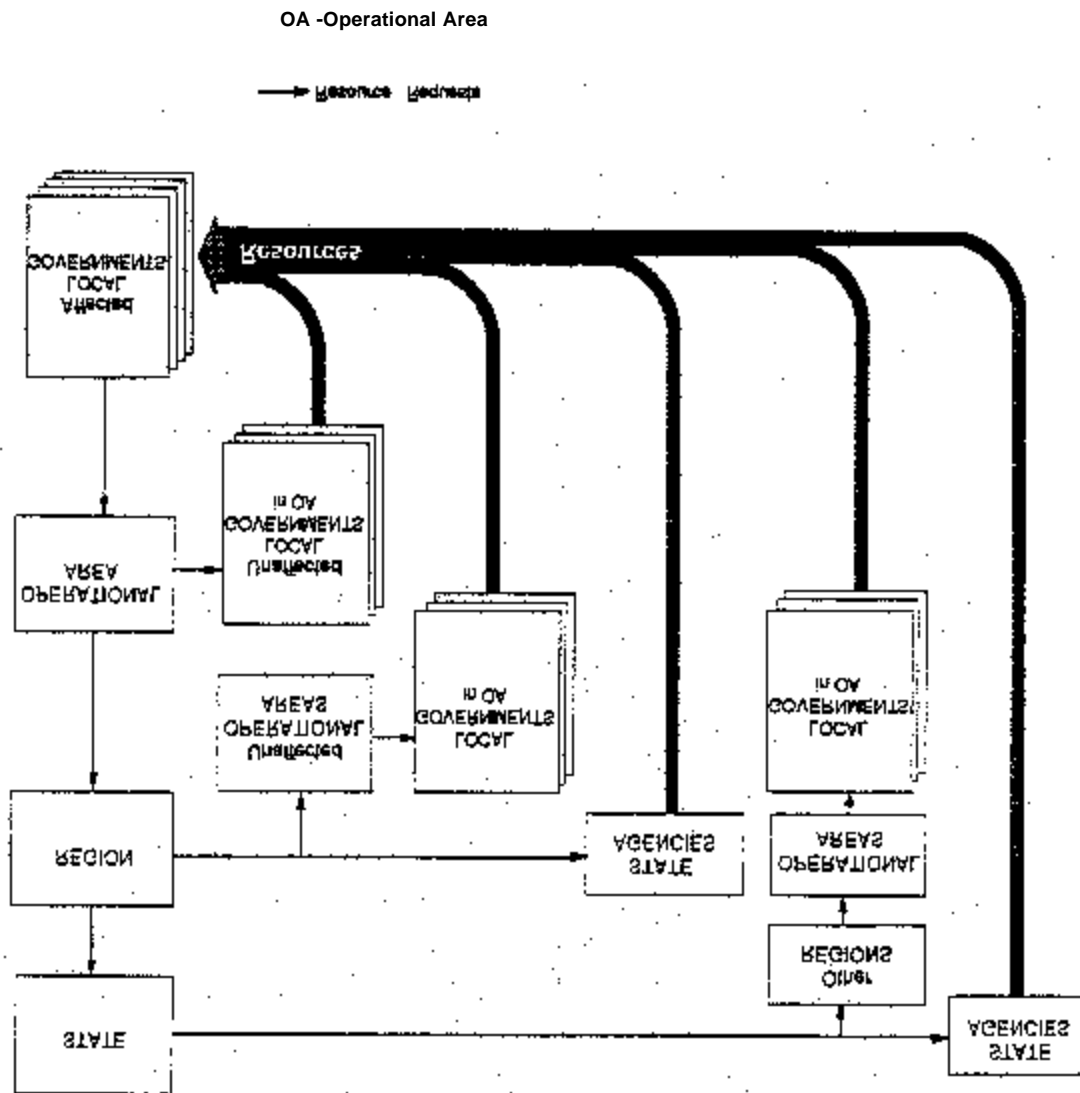 OA -Operational Area
Resource Requests
Resources
Affected
LOCAL
GOVERNMENTS
Unaffected
LOCAL
GOVERNMENTS
in OA
OPERATIONAL
AREA
Unaffected
OPERATIONAL
AREAS
LOCAL
GOVERNMENTS
in OA
LOCAL
GOVERNMENTS
in OA
REGION
STATE
AGENCIES
OPERATIONAL
AREAS
Other
REGIONS
STATE
STATE
AGENCIES